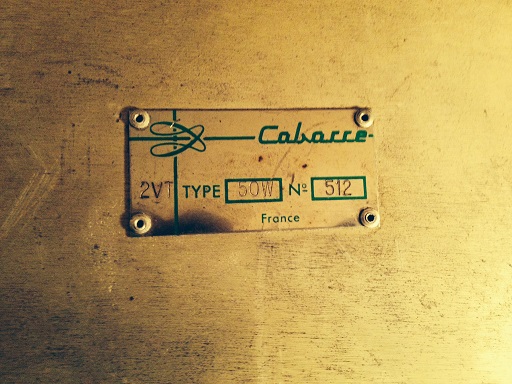 Cabasse
2VT TYPE 50W Nº 512
France